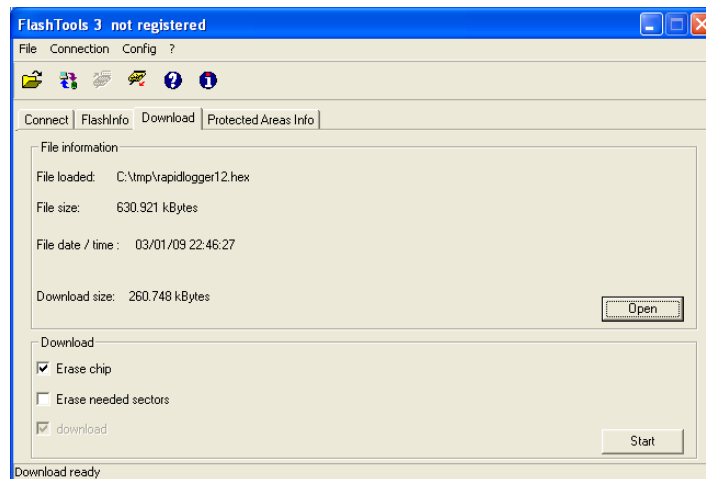 FlashTools 3 not registered
File Connection Config ?
Connect FlashInfo Download Protected Areas Info
File information
File loaded: C:\tmp\rapidlogger12.hex
File size: 630.921 kBytes
File date / time : 03/01/09 22:46:27
Download size: 260.748 kBytes
Open
Download
Erase chip
Erase needed sectors
download
Start
Download ready